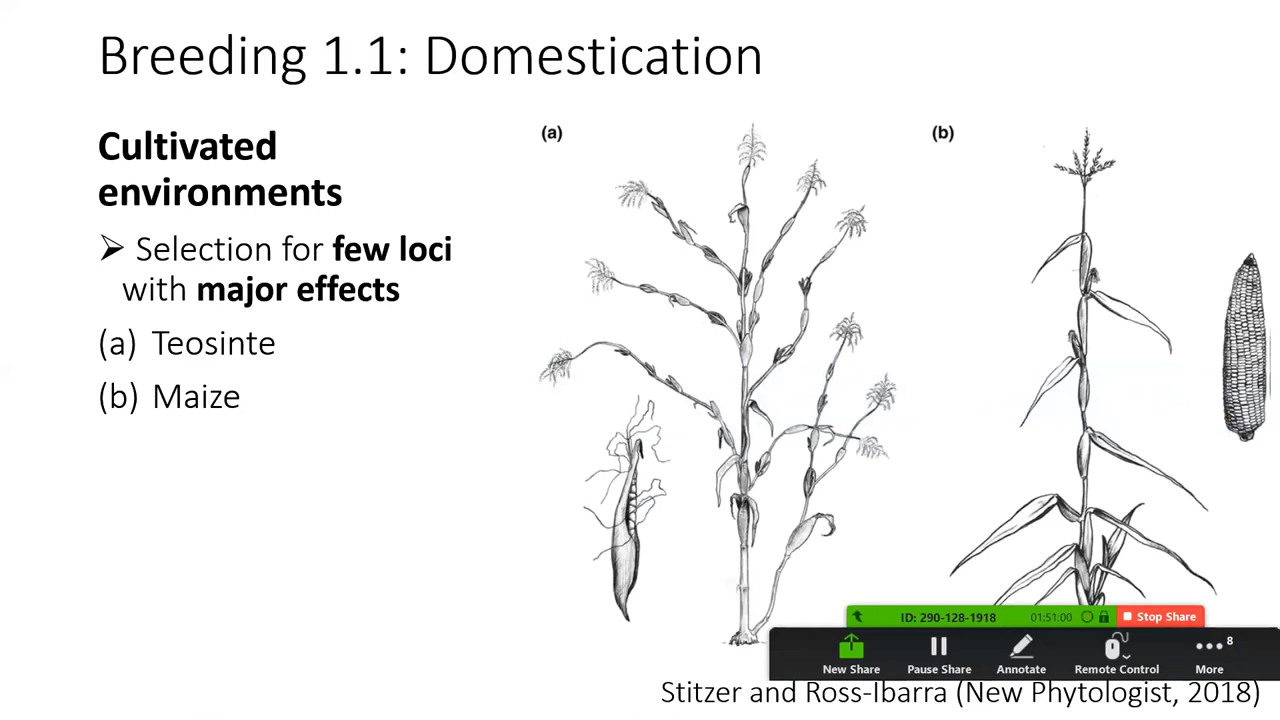 Breeding 1.1: Domestication
Cultivated
environments
➢ Selection for few loci
with major effects
(a) Teosinte
(b) Maize
(a)
(b)
ID: 290-128-1918
01:51:00
Stop Share
New Share
Pause Share
Annotate
Remote Control
8
More
Stitzer and Ross-Ibarra (New Phytologist, 2018)